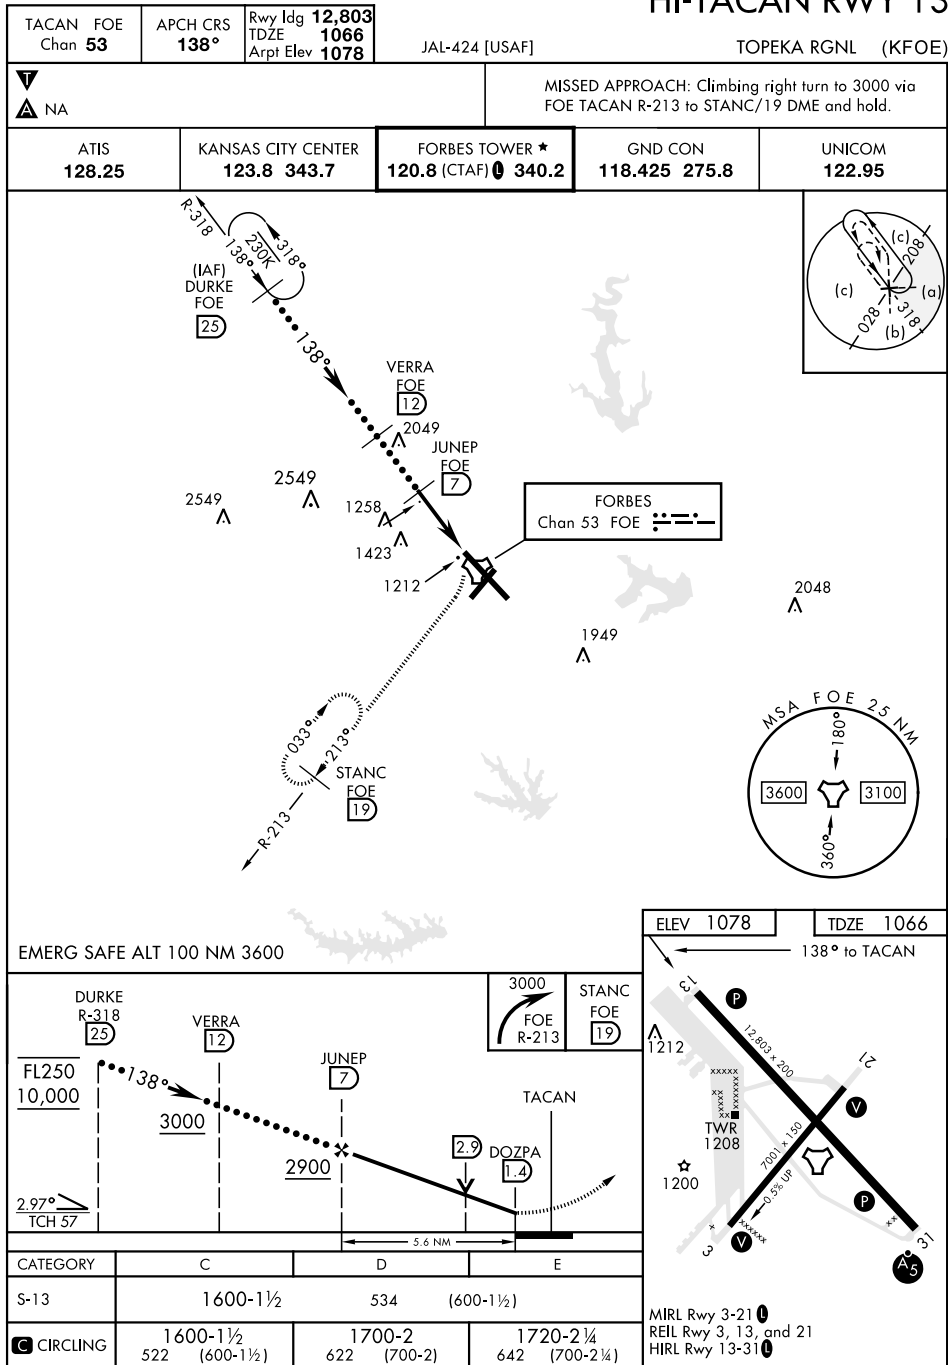 HI-TACAN RWY 13
TACAN FOE
Chan 53
APCH CRS
138°
Rwy ldg 12,803
TDZE 1066
Arpt Elev 1078
JAL-424 [USAF]
TOPEKA RGNL (KFOE)
T
A NA
MISSED APPROACH: Climbing right turn to 3000 via
FOE TACAN R-213 to STANC/19 DME and hold.
ATIS
128.25
KANSAS CITY CENTER
123.8 343.7
FORBES TOWER ★
120.8 (CTAF) L 340.2
GND CON
118.425 275.8
UNICOM
122.95
R-318
138°
230K
318°
(IAF)
DURKE
FOE
25
138°
VERRA
FOE
12
2049
JUNEP
FOE
7
2549
2549
1258
1423
1212
FORBES
Chan 53 FOE
2048
1949
(c)
208
(c)
(a)
028
318
(b)
033°
213°
STANC
FOE
19
R-213
MSA FOE 25 NM
180°
3600
3100
360°
EMERG SAFE ALT 100 NM 3600
ELEV 1078
TDZE 1066
138° to TACAN
13
P
12,803 x 200
1212
21
V
TWR
1208
7001 x 150
1200
0.5% UP
P
3
V
31
A5
MIRL Rwy 3-21 L
REIL Rwy 3, 13, and 21
HIRL Rwy 13-31 L
DURKE
R-318
25
VERRA
12
JUNEP
7
3000
FOE
R-213
STANC
FOE
19
FL250
10,000
138°
3000
2900
TACAN
2.9
DOZPA
1.4
V
2.97°
TCH 57
5.6 NM
CATEGORY
C
D
E
S-13
1600-1½ 534 (600-1½)
C CIRCLING
1600-1½
522 (600-1½)
1700-2
622 (700-2)
1720-2¼
642 (700-2¼)